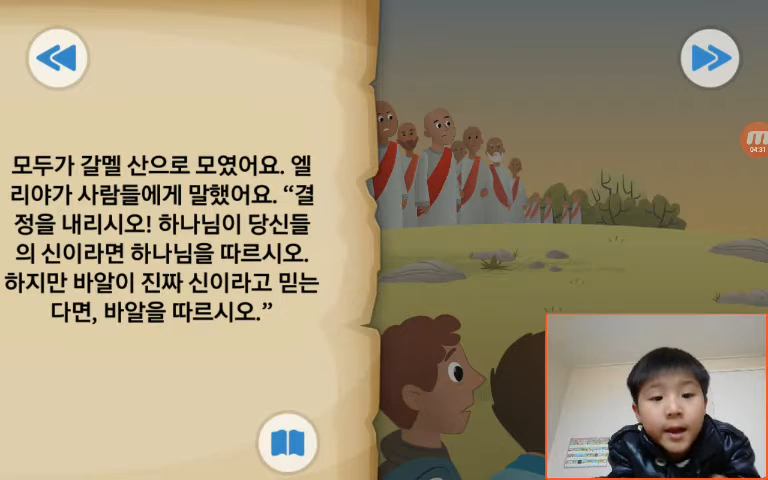 모두가 갈멜 산으로 모였어요. 엘
리야가 사람들에게 말했어요. “결
정을 내리시오! 하나님이 당신들
의 신이라면 하나님을 따르시오.
하지만 바알이 진짜 신이라고 믿는
다면, 바알을 따르시오.”
04:31